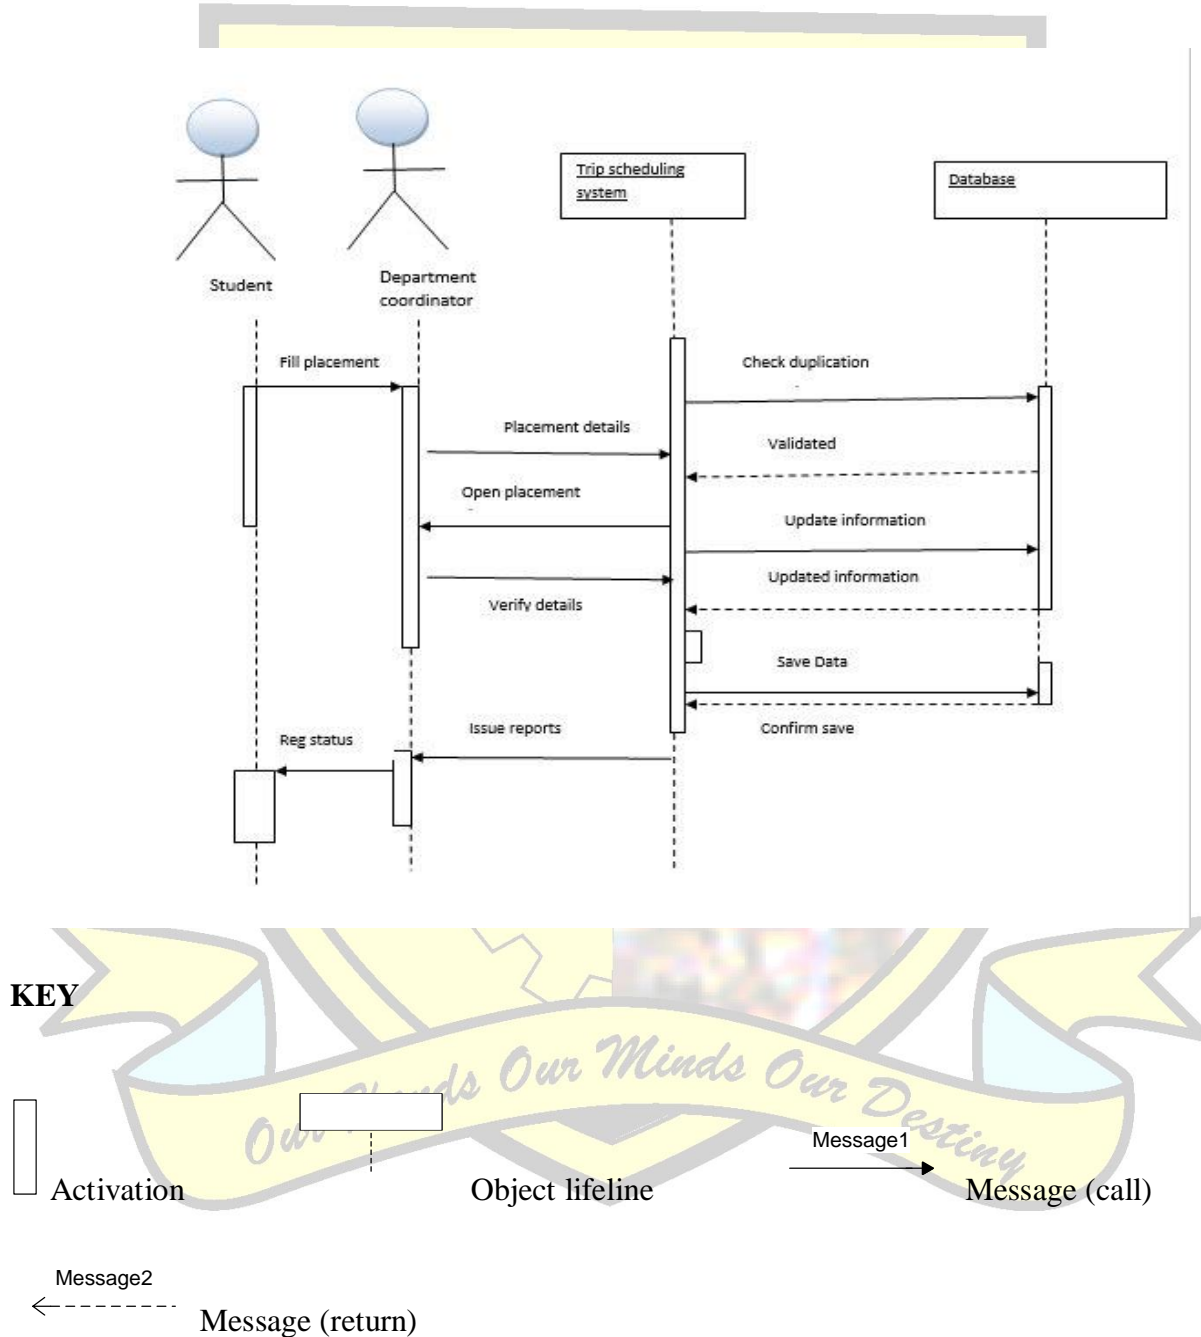 Trip scheduling
system
Database
Student
Department
coordinator
Fill placement
Check duplication
Placement details
Validated
Open placement
Update information
Updated information
Verify details
Save Data
Issue reports
Confirm save
Reg status
KEY
Our Hands Our Minds Our Destiny
Message1
Activation
Object lifeline
Message (call)
Message2
Message (return)